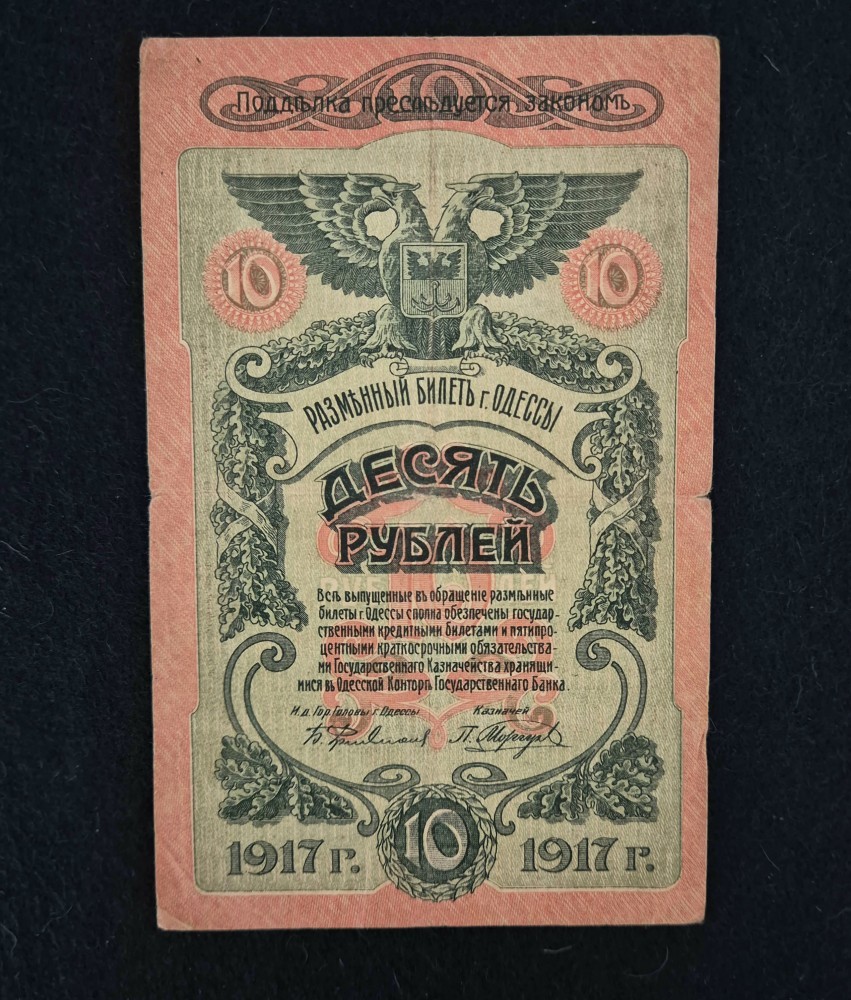 Поддѣлка преслѣдуется закономъ
10
10 10
РАЗМѢННЫЙ БИЛЕТЪ г. ОДЕССЫ
ДЕСЯТЬ
РУБЛЕЙ
Всѣ выпущенные въ обращеніе размѣнные
билеты г. Одессы сполна обезпечены государ-
ственными кредитными билетами и пятипро-
центными краткосрочными обязательства-
ми Государственнаго Казначейства хранящи-
мися въ Одесской Конторѣ Государственнаго Банка.
И.д. Гор. Головы г. Одессы Казначей
1917 г. 10 1917 г.